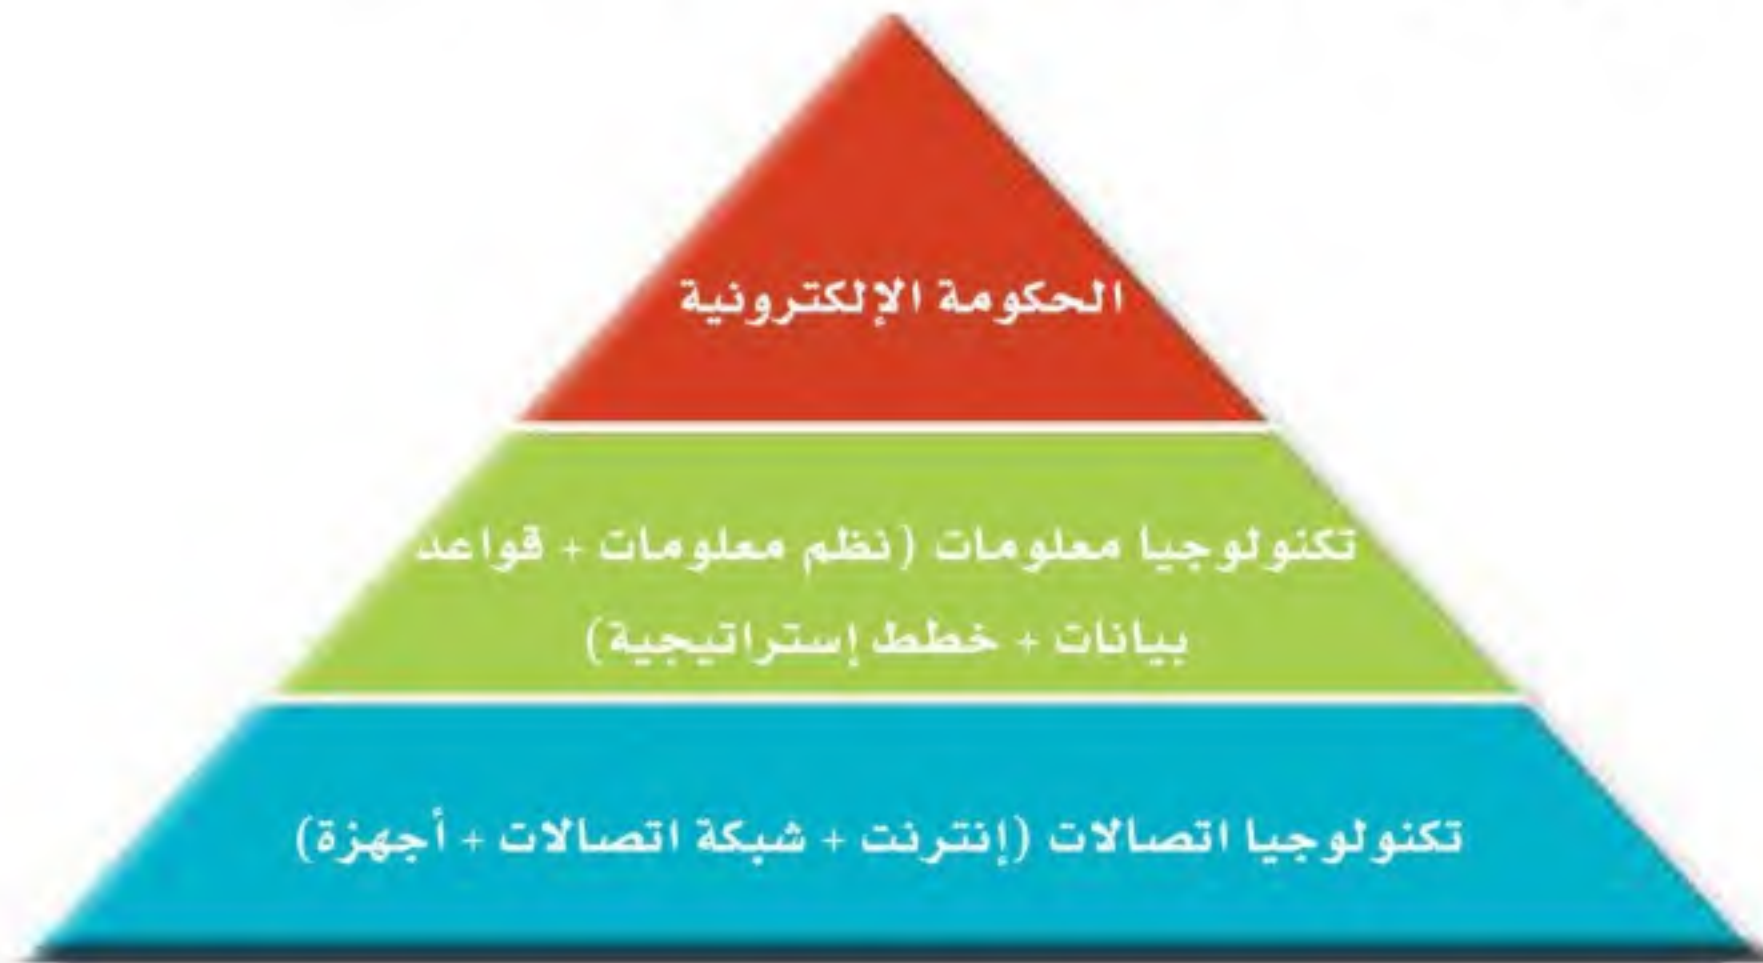 الحكومة الإلكترونية
تكنولوجيا معلومات (نظم معلومات + قواعد
بيانات + خطط إستراتيجية)
تكنولوجيا اتصالات (إنترنت + شبكة اتصالات + أجهزة)